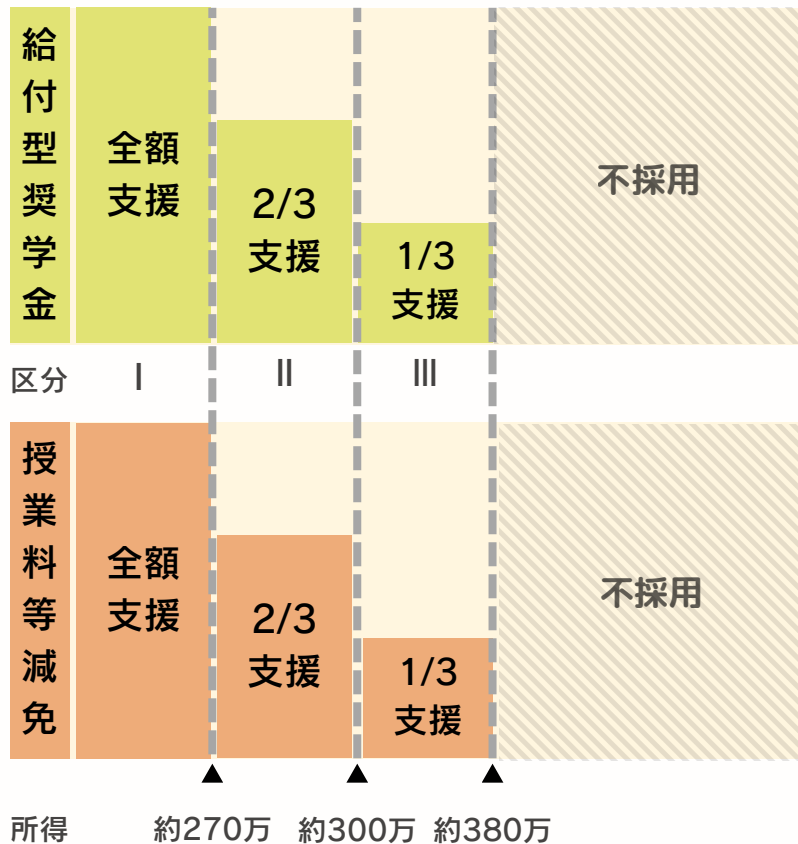 給付型奨学金
全額
支援
2/3
支援
1/3
支援
不採用
区分 Ⅰ Ⅱ Ⅲ
授業料等減免
全額
支援
2/3
支援
1/3
支援
不採用
所得 約270万 約300万 約380万